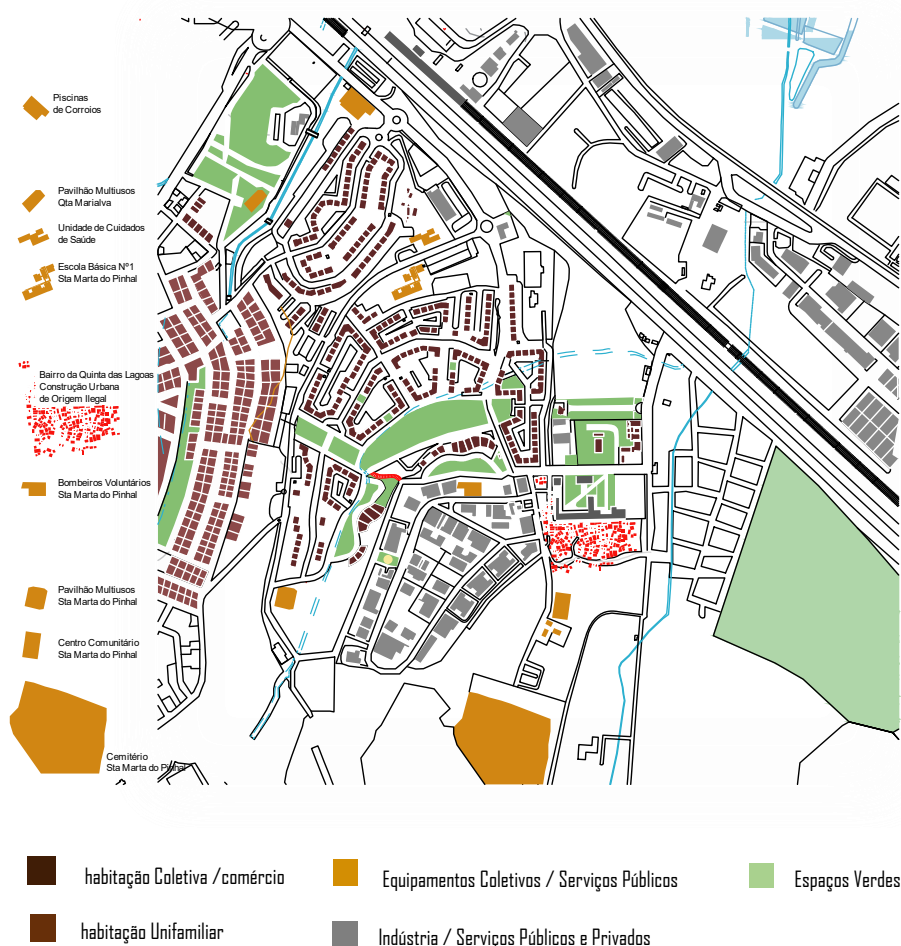 Piscinas
de Corroios
Pavilhão Multiusos
Qta Marialva
Unidade de Cuidados
de Saúde
Escola Básica Nº1
Sta Marta do Pinhal
Bairro da Quinta das Lagoas
Construção Urbana
de Origem Ilegal
Bombeiros Voluntários
Sta Marta do Pinhal
Pavilhão Multiusos
Sta Marta do Pinhal
Centro Comunitário
Sta Marta do Pinhal
Cemitério
Sta Marta do Pinhal
habitação Coletiva /comércio
Equipamentos Coletivos / Serviços Públicos
Espaços Verdes
habitação Unifamiliar
Indústria / Serviços Públicos e Privados